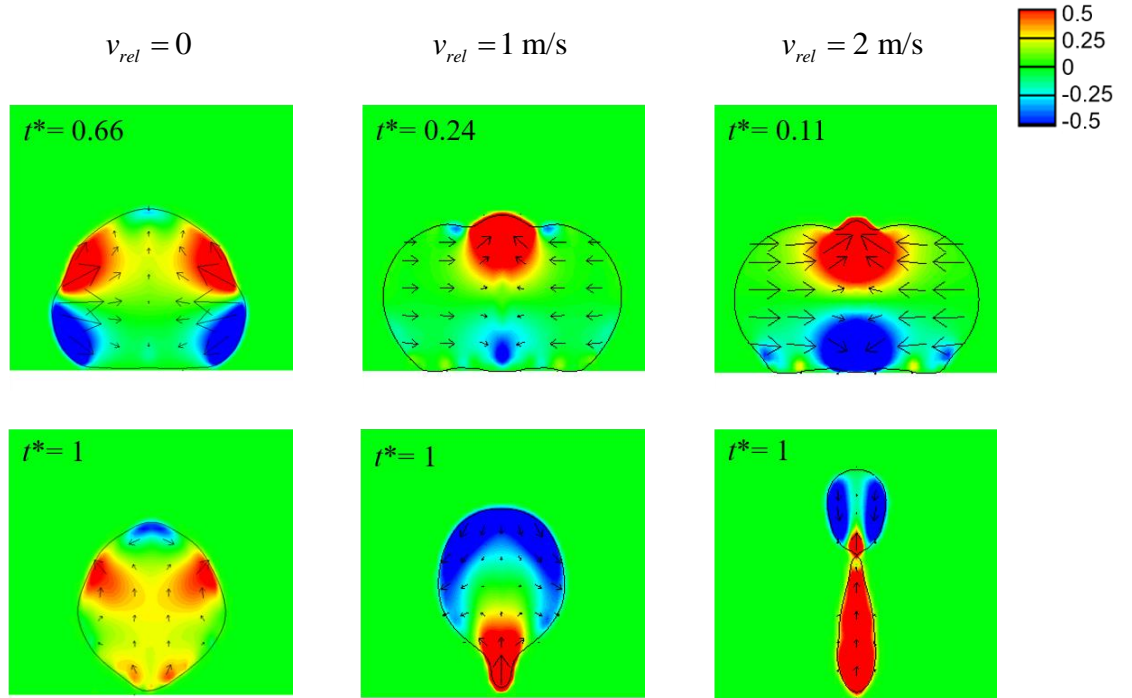 v_rel = 0
v_rel = 1 m/s
v_rel = 2 m/s
0.5
0.25
0
-0.25
-0.5
t*= 0.66
t*= 0.24
t*= 0.11
t*= 1
t*= 1
t*= 1